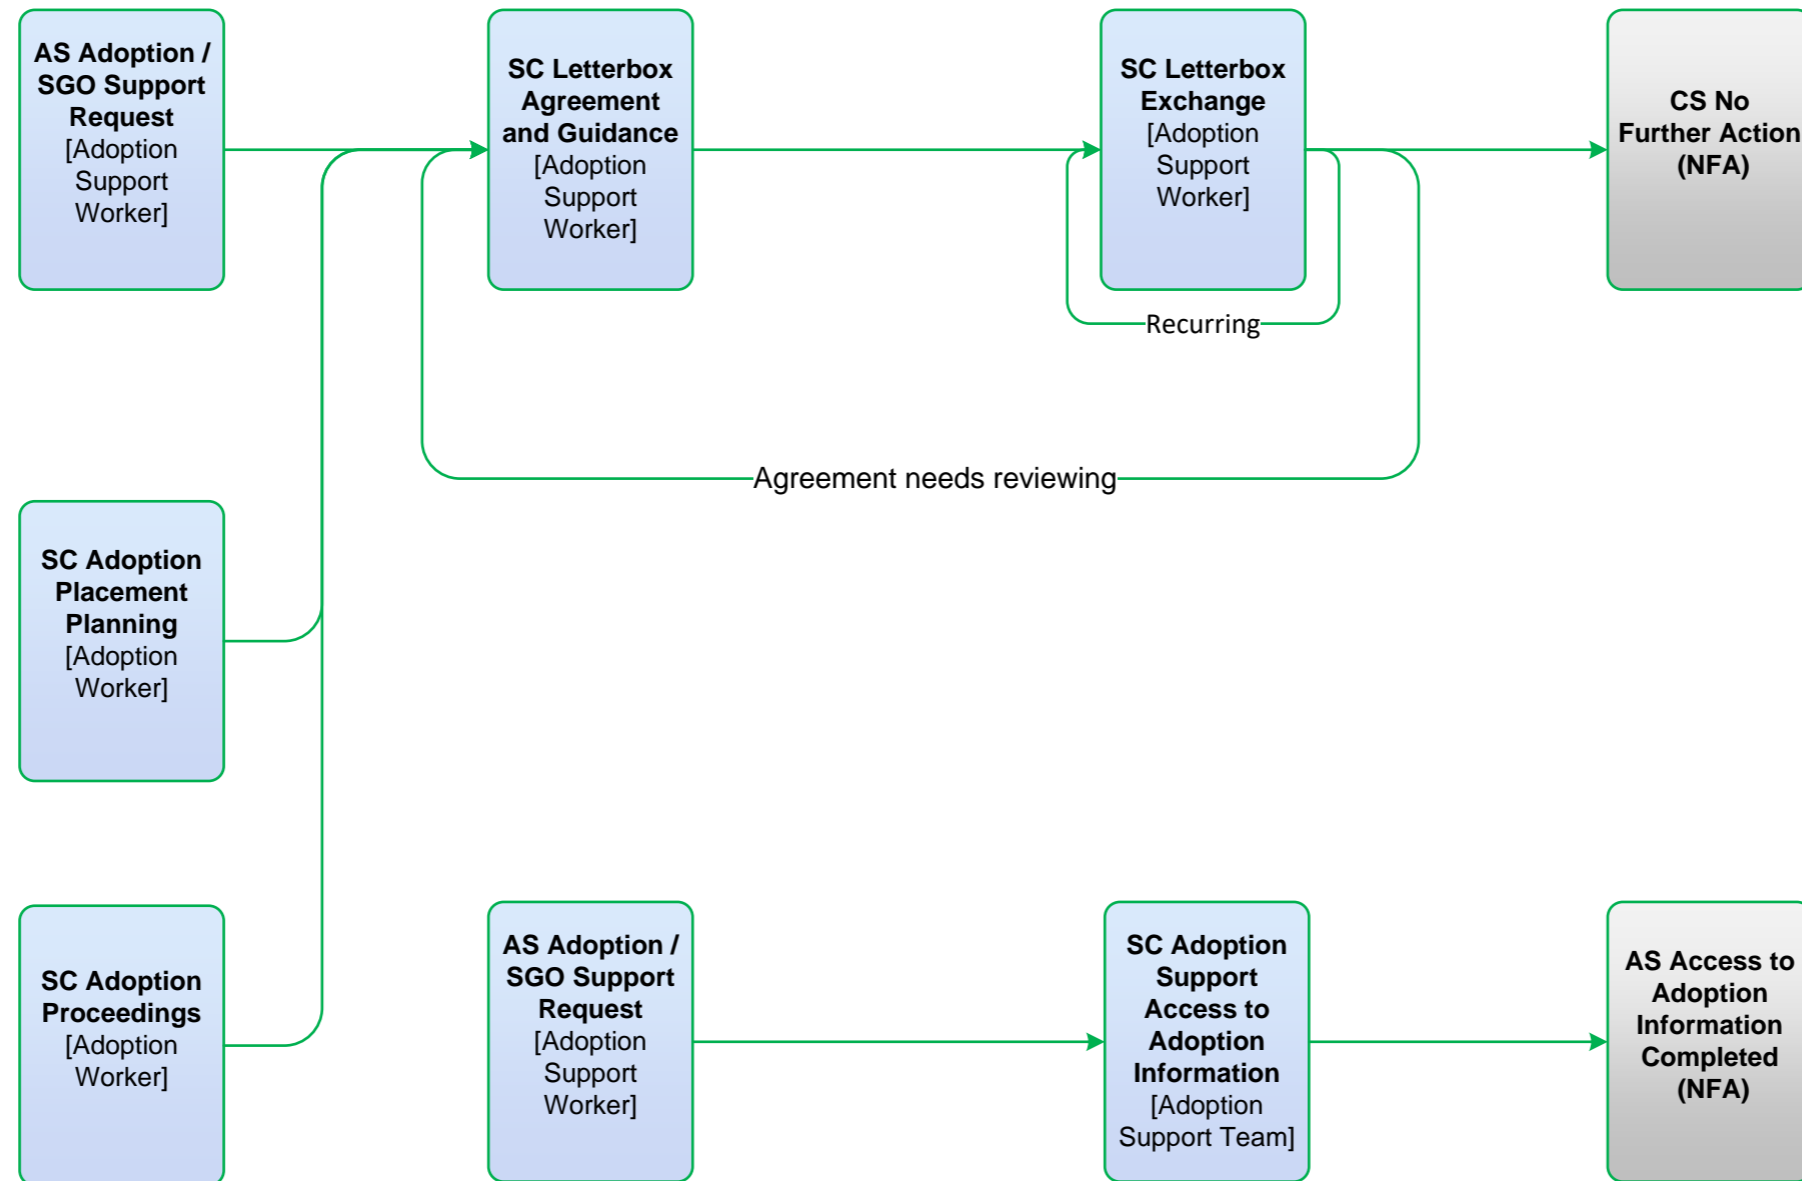 AS Adoption /
SGO Support
Request
[Adoption
Support
Worker]
SC Letterbox
Agreement
and Guidance
[Adoption
Support
Worker]
SC Letterbox
Exchange
[Adoption
Support
Worker]
CS No
Further Action
(NFA)
Recurring
Agreement needs reviewing
SC Adoption
Placement
Planning
[Adoption
Worker]
SC Adoption
Proceedings
[Adoption
Worker]
AS Adoption /
SGO Support
Request
[Adoption
Support
Worker]
SC Adoption
Support
Access to
Adoption
Information
[Adoption
Support Team]
AS Access to
Adoption
Information
Completed
(NFA)